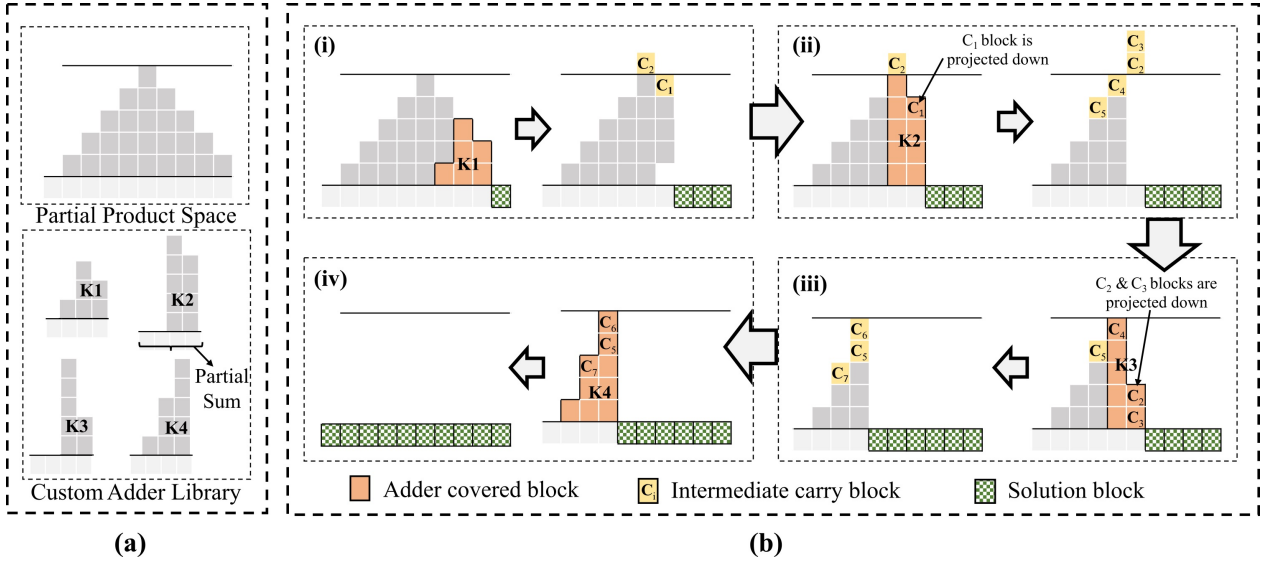 Partial Product Space
K1
K2
K3
K4
Partial
Sum
Custom Adder Library
(a)
(i)
K1
C₂
C₁
(ii)
C₁ block is
projected down
C₂
C₁
K2
C₃
C₂
C₄
C₅
(iv)
C₆
C₅
C₇
K4
(iii)
C₂ & C₃ blocks are
projected down
C₆
C₅
C₇
C₄
C₅
K3
C₂
C₃
Adder covered block
Cᵢ Intermediate carry block
Solution block
(b)